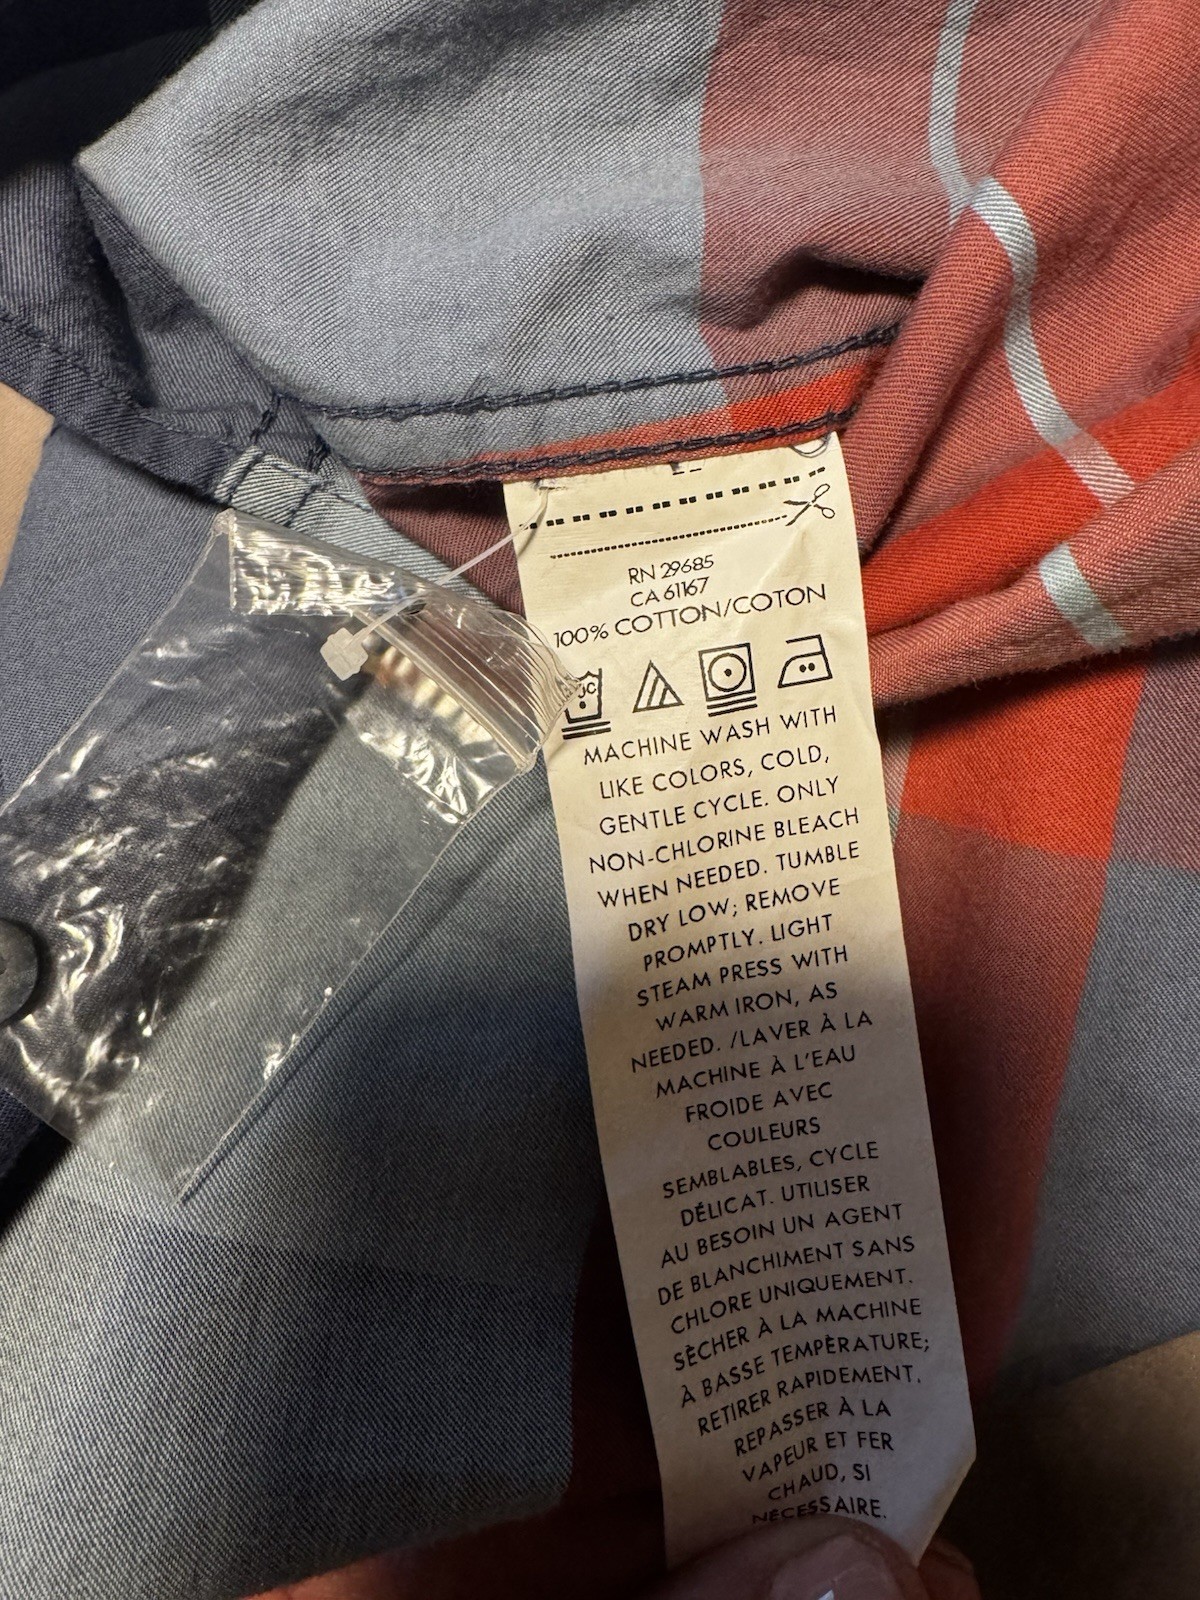 RN 29685
CA 61167
100% COTTON/COTON
MACHINE WASH WITH
LIKE COLORS, COLD,
GENTLE CYCLE. ONLY
NON-CHLORINE BLEACH
WHEN NEEDED. TUMBLE
DRY LOW; REMOVE
PROMPTLY. LIGHT
STEAM PRESS WITH
WARM IRON, AS
NEEDED. /LAVER À LA
MACHINE À L'EAU
FROIDE AVEC
COULEURS
SEMBLABLES, CYCLE
DÉLICAT. UTILISER
AU BESOIN UN AGENT
DE BLANCHIMENT SANS
CHLORE UNIQUEMENT.
SÈCHER À LA MACHINE
À BASSE TEMPÈRATURE;
RETIRER RAPIDEMENT.
REPASSER À LA
VAPEUR ET FER
CHAUD, SI
NÉCESSAIRE.